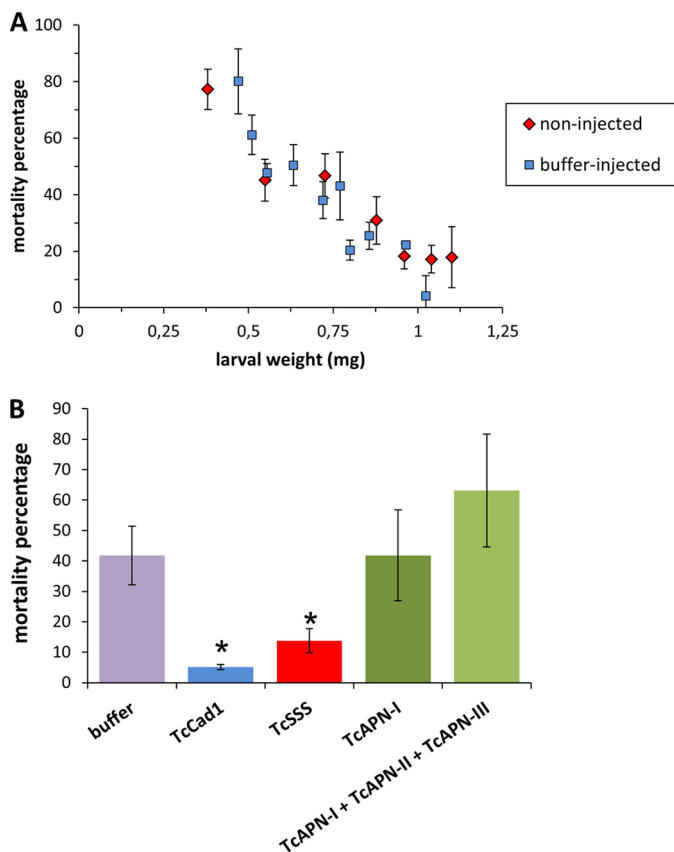 A
100
80
60
40
20
0
mortality percentage
0 0,25 0,5 0,75 1 1,25
larval weight (mg)
non-injected
buffer-injected
B
90
80
70
60
50
40
30
20
10
0
mortality percentage
*
*
buffer
TcCad1
TcSSS
TcAPN-I
TcAPN-I + TcAPN-II + TcAPN-III